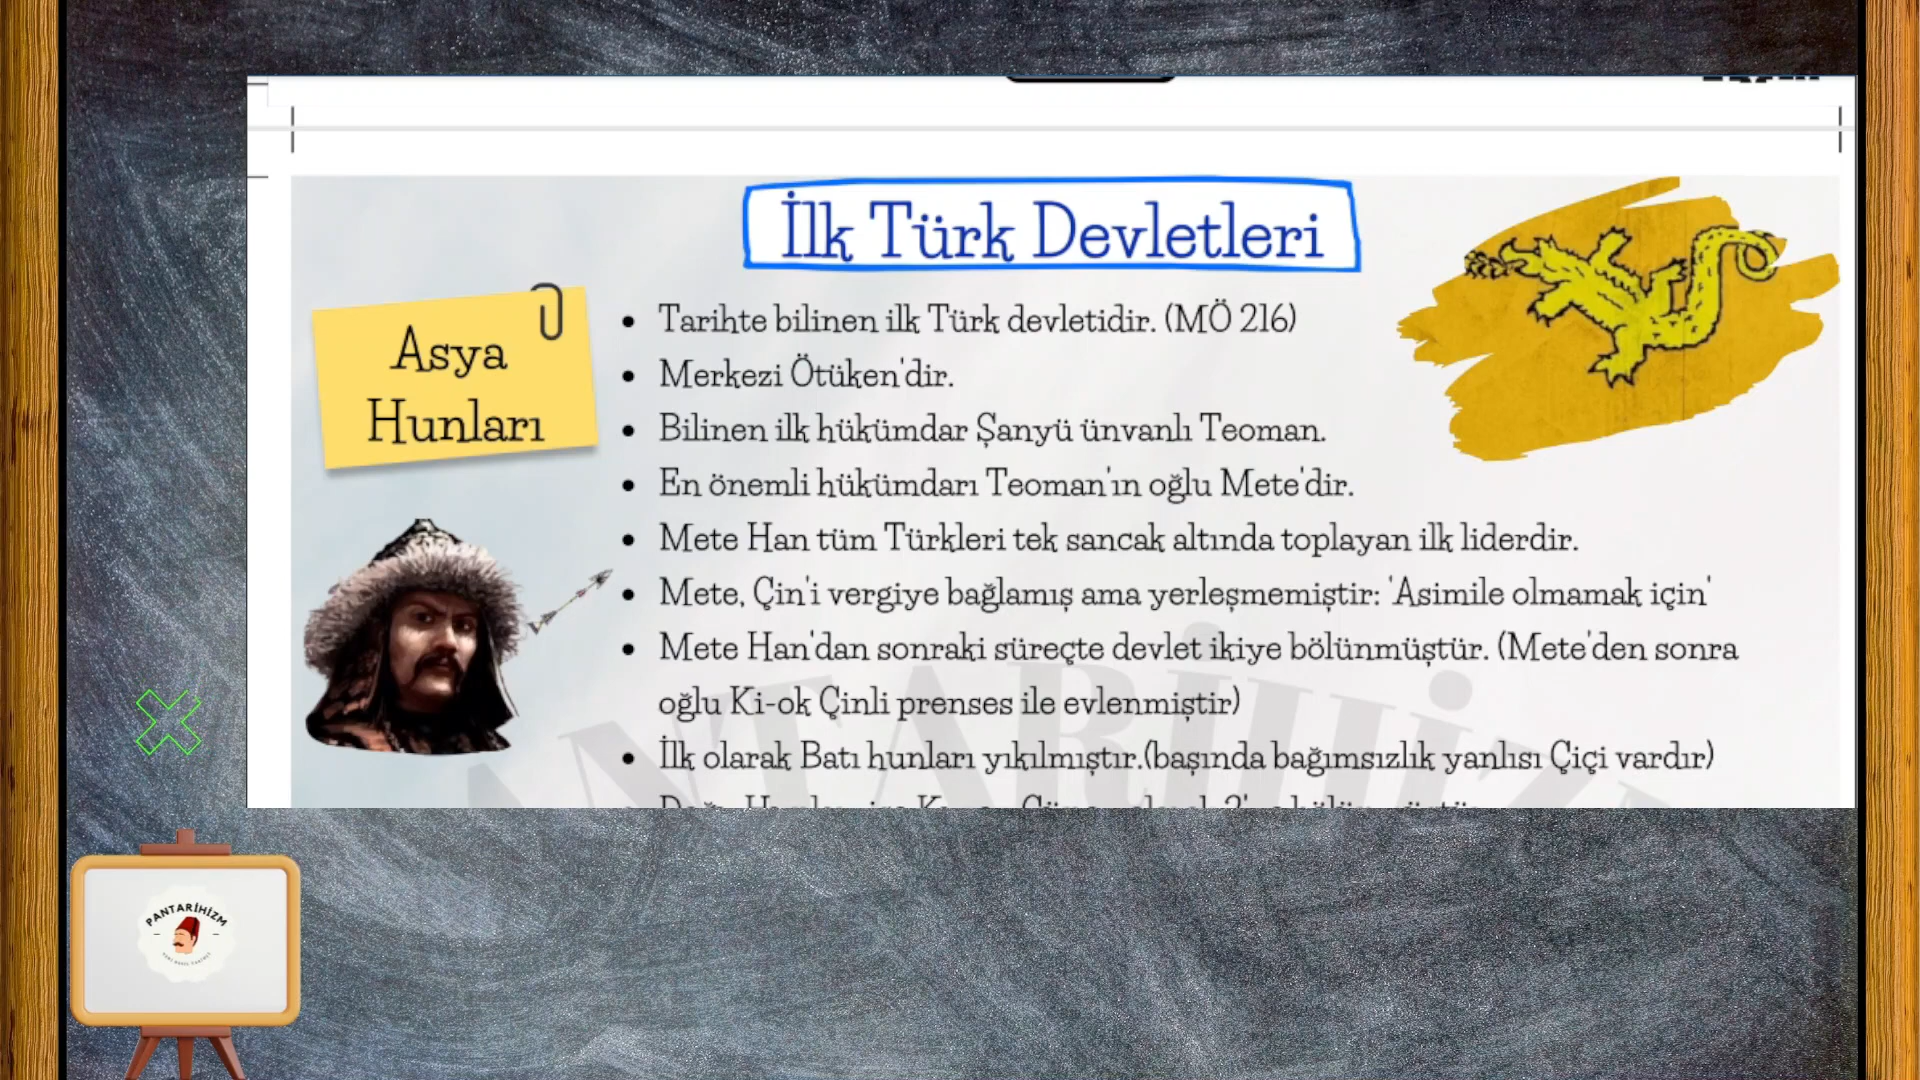 İlk Türk Devletleri
Asya
Hunları
• Tarihte bilinen ilk Türk devletidir. (MÖ 216)
• Merkezi Ötüken'dir.
• Bilinen ilk hükümdar Şanyü ünvanlı Teoman.
• En önemli hükümdarı Teoman'ın oğlu Mete'dir.
• Mete Han tüm Türkleri tek sancak altında toplayan ilk liderdir.
• Mete, Çin'i vergiye bağlamış ama yerleşmemiştir: 'Asimile olmamak için'
• Mete Han'dan sonraki süreçte devlet ikiye bölünmüştür. (Mete'den sonra
oğlu Ki-ok Çinli prenses ile evlenmiştir)
• İlk olarak Batı hunları yıkılmıştır.(başında bağımsızlık yanlısı Çiçi vardır)
PANTARİHİZM